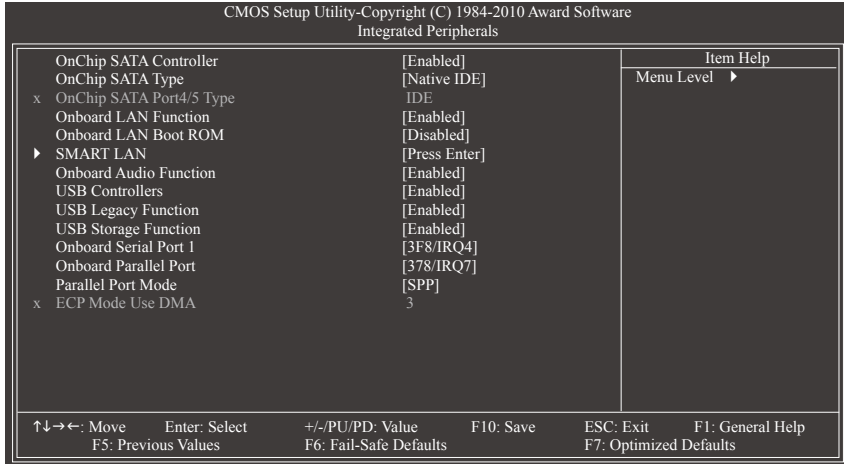 CMOS Setup Utility-Copyright (C) 1984-2010 Award Software
Integrated Peripherals
OnChip SATA Controller [Enabled]
OnChip SATA Type [Native IDE]
x OnChip SATA Port4/5 Type IDE
Onboard LAN Function [Enabled]
Onboard LAN Boot ROM [Disabled]
SMART LAN [Press Enter]
Onboard Audio Function [Enabled]
USB Controllers [Enabled]
USB Legacy Function [Enabled]
USB Storage Function [Enabled]
Onboard Serial Port 1 [3F8/IRQ4]
Onboard Parallel Port [378/IRQ7]
Parallel Port Mode [SPP]
x ECP Mode Use DMA 3
Item Help
Menu Level
↑↓→←: Move Enter: Select +/-/PU/PD: Value F10: Save ESC: Exit F1: General Help
F5: Previous Values F6: Fail-Safe Defaults F7: Optimized Defaults